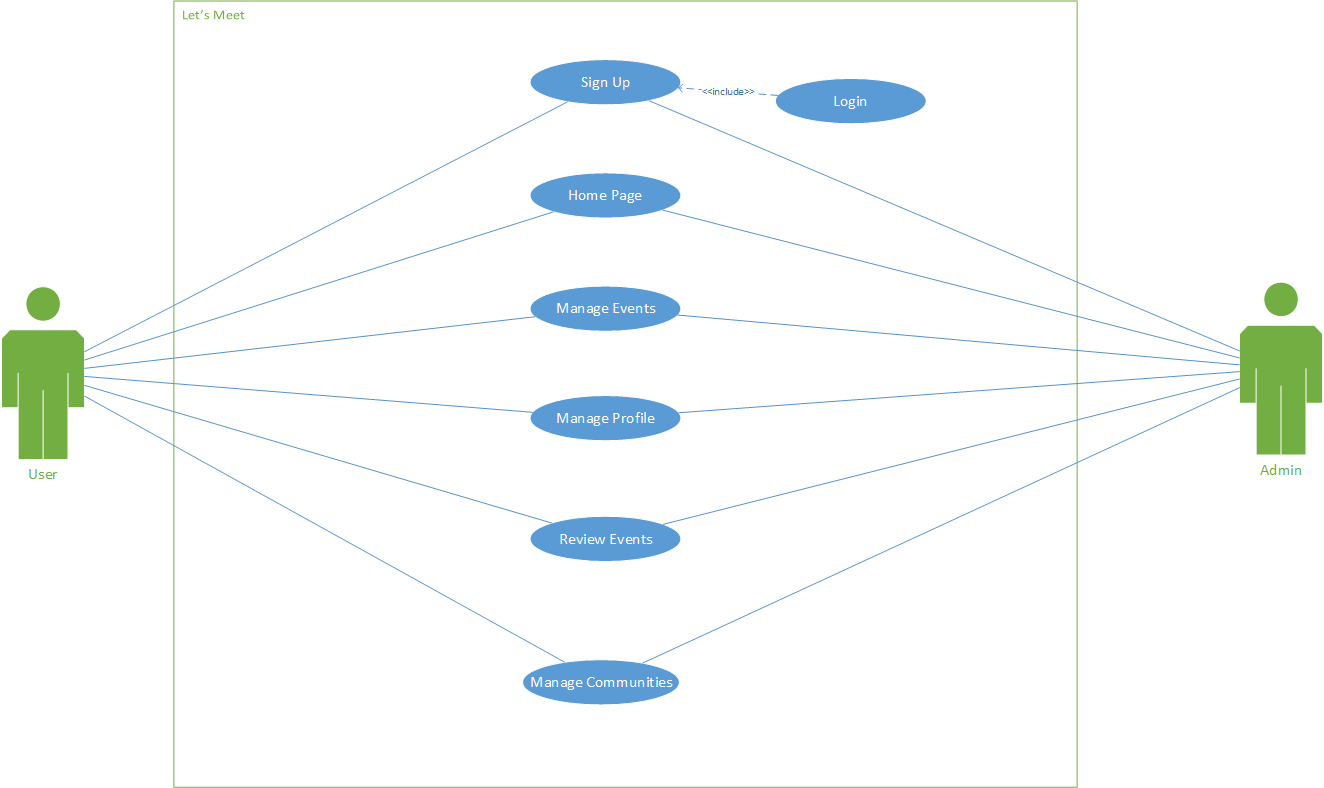 Let's Meet
Sign Up
<<include>>
Login
Home Page
Manage Events
Manage Profile
User
Admin
Review Events
Manage Communities